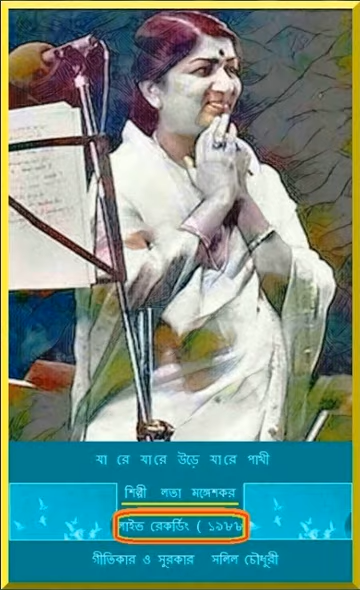 যা রে যারে উড়ে যারে পাখী
শিল্পী লতা মঙ্গেশকর
লাইভ রেকর্ডিং ( ১৯৮৮
গীতিকার ও সুরকার সলিল চৌধুরী